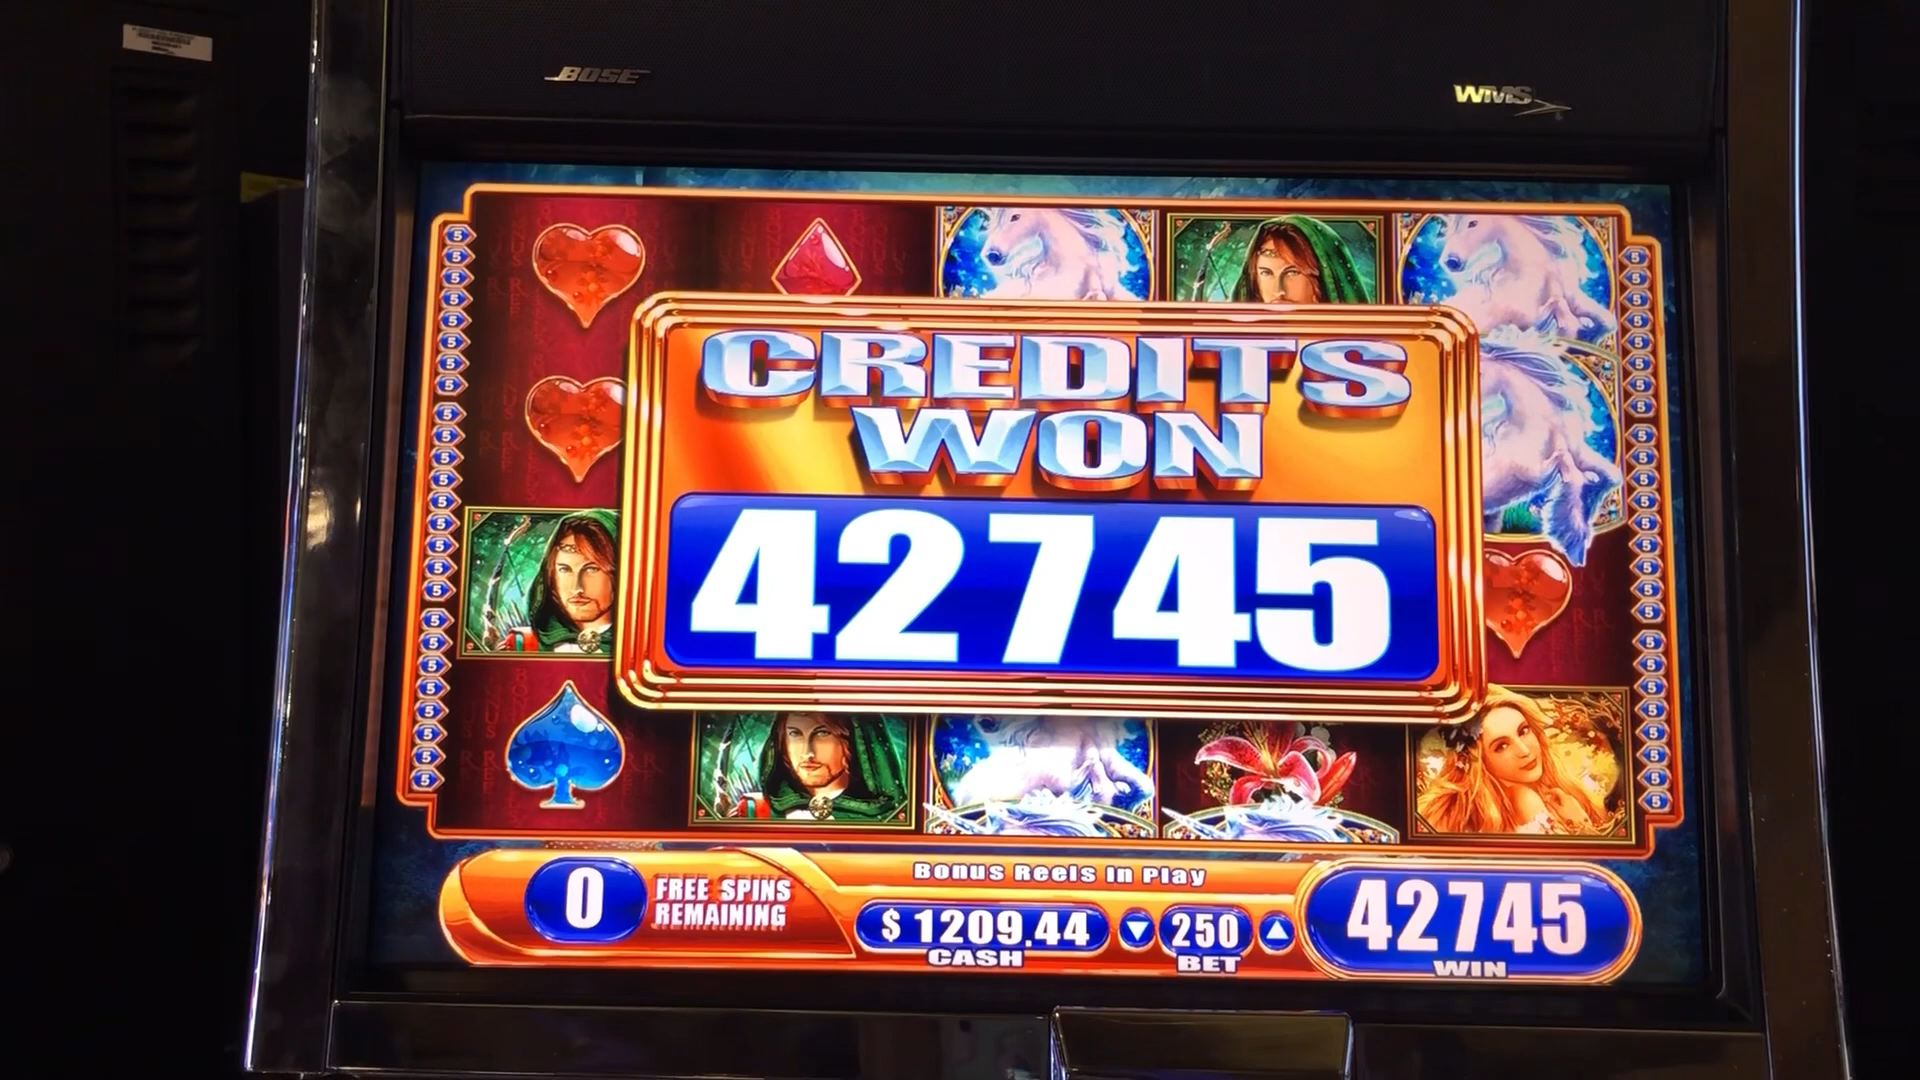 BOSE
WMS
CREDITS
WON
42745
0
FREE SPINS
REMAINING
Bonus Reels In Play
$ 1209.44
CASH
250
BET
42745
WIN